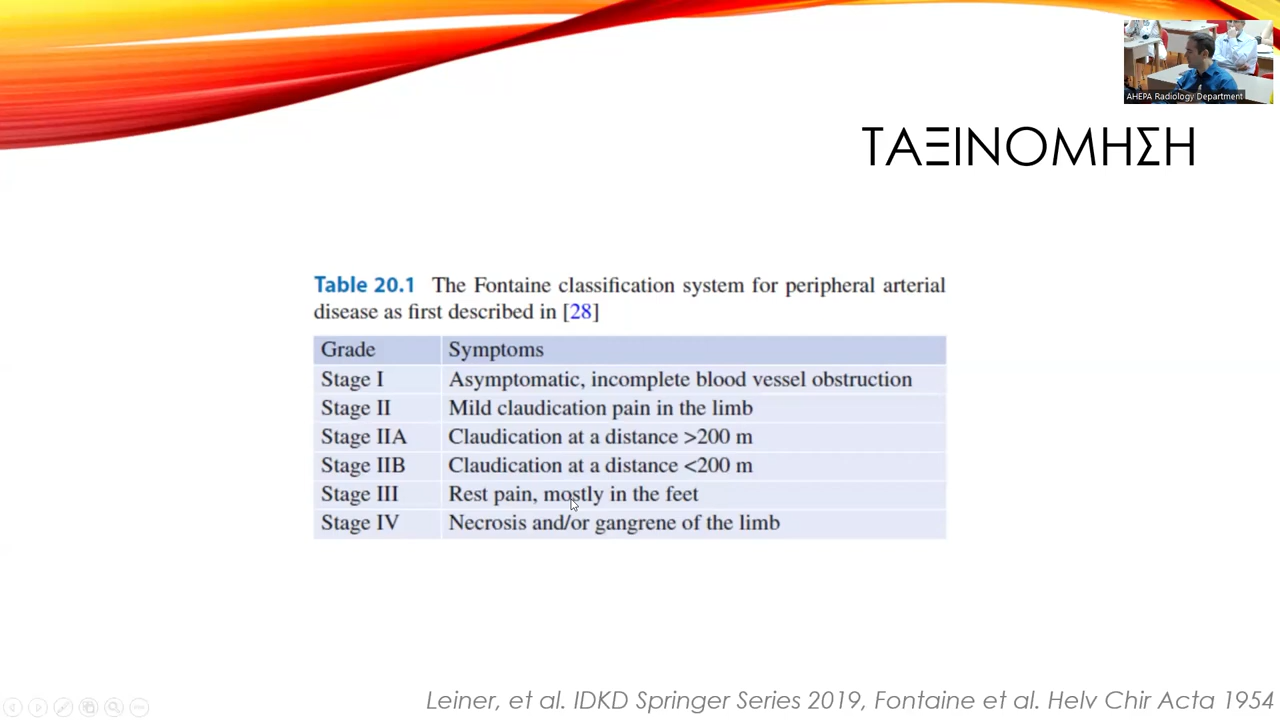 AHEPA Radiology Department
ΤΑΞΙΝΟΜΗΣΗ
Table 20.1 The Fontaine classification system for peripheral arterial
disease as first described in [28]
Grade Symptoms
Stage I Asymptomatic, incomplete blood vessel obstruction
Stage II Mild claudication pain in the limb
Stage IIA Claudication at a distance >200 m
Stage IIB Claudication at a distance <200 m
Stage III Rest pain, mostly in the feet
Stage IV Necrosis and/or gangrene of the limb
Leiner, et al. IDKD Springer Series 2019, Fontaine et al. Helv Chir Acta 1954